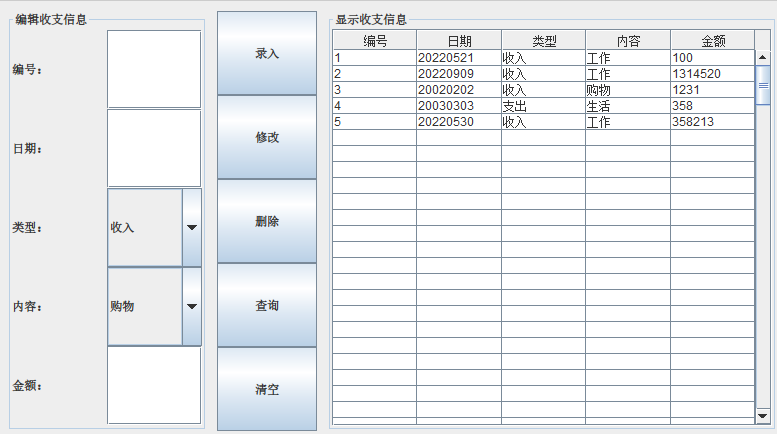 编辑收支信息
编号：
日期：
类型：
收入
内容：
购物
金额：
录入
修改
删除
查询
清空
显示收支信息
编号 日期 类型 内容 金额
1 20220521 收入 工作 100
2 20220909 收入 工作 1314520
3 20020202 收入 购物 1231
4 20030303 支出 生活 358
5 20220530 收入 工作 358213